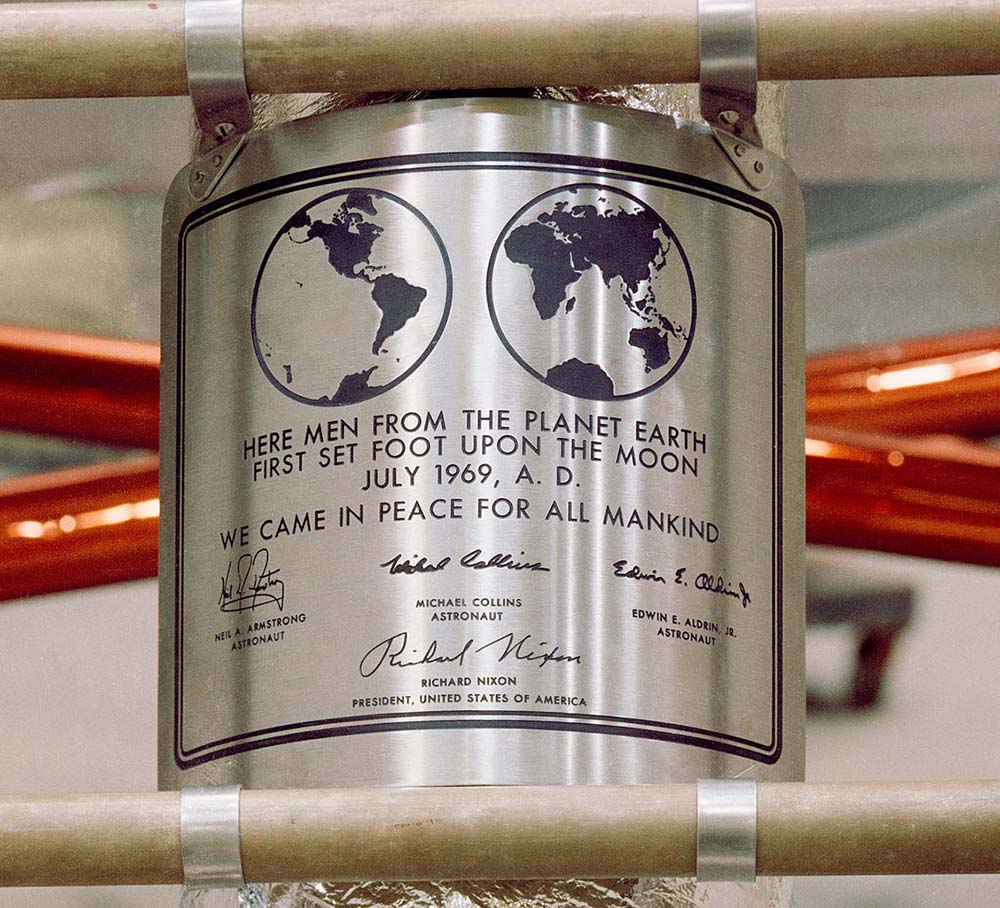 HERE MEN FROM THE PLANET EARTH
FIRST SET FOOT UPON THE MOON
JULY 1969, A. D.
WE CAME IN PEACE FOR ALL MANKIND
Neil A. Armstrong
Michael Collins
Edwin E. Aldrin Jr
NEIL A. ARMSTRONG
ASTRONAUT
MICHAEL COLLINS
ASTRONAUT
EDWIN E. ALDRIN, JR.
ASTRONAUT
Richard Nixon
RICHARD NIXON
PRESIDENT, UNITED STATES OF AMERICA